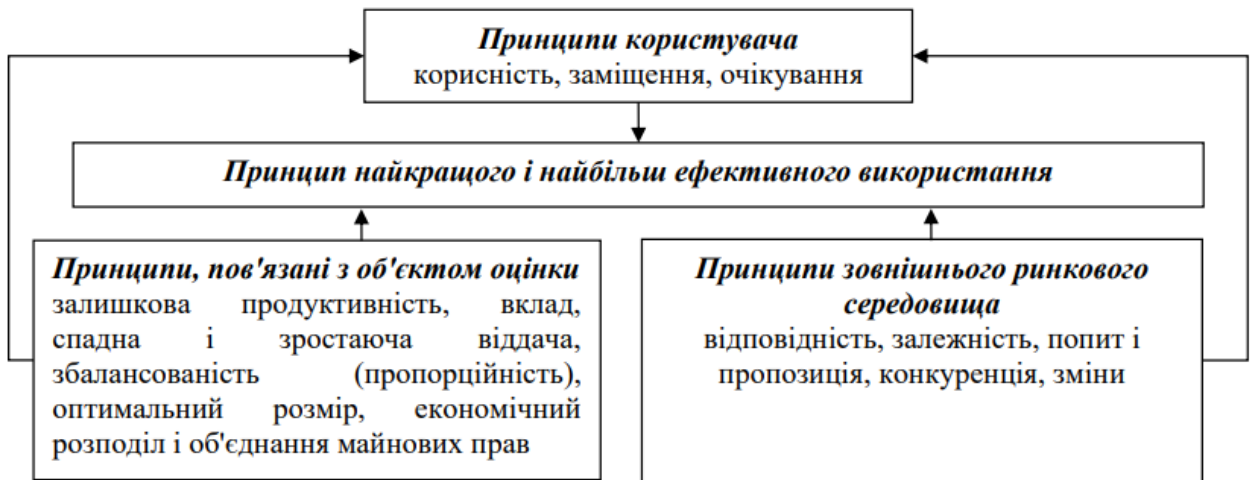 Принципи користувача
корисність, заміщення, очікування
Принцип найкращого і найбільш ефективного використання
Принципи, пов'язані з об'єктом оцінки
залишкова продуктивність, вклад,
спадна і зростаюча віддача,
збалансованість (пропорційність),
оптимальний розмір, економічний
розподіл і об'єднання майнових прав
Принципи зовнішнього ринкового
середовища
відповідність, залежність, попит і
пропозиція, конкуренція, зміни